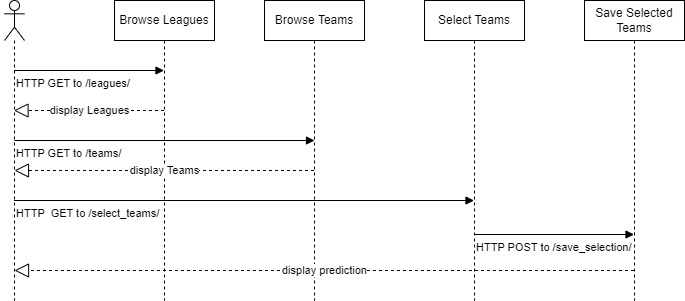 Browse Leagues
Browse Teams
Select Teams
Save Selected
Teams
HTTP GET to /leagues/
display Leagues
HTTP GET to /teams/
display Teams
HTTP  GET to /select_teams/
HTTP POST to /save_selection/
display prediction